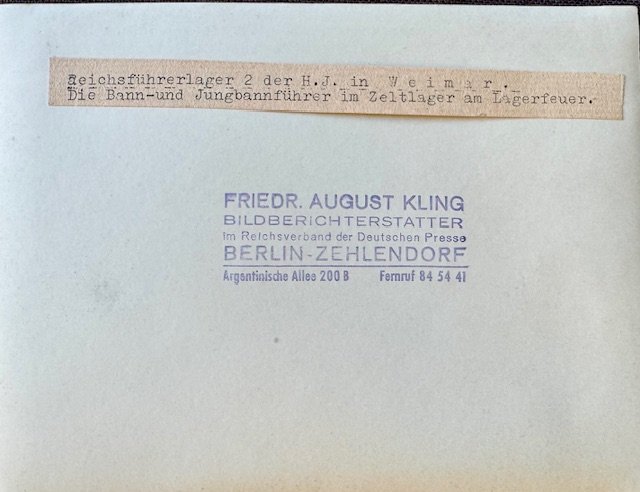 Reichsführerlager 2 der H.J. in W e i m a r .
Die Bann-und Jungbannführer im Zeltlager am Lagerfeuer.
FRIEDR. AUGUST KLING
BILDBERICHTERSTATTER
im Reichsverband der Deutschen Presse
BERLIN-ZEHLENDORF
Argentinische Allee 200 B Fernruf 84 54 41